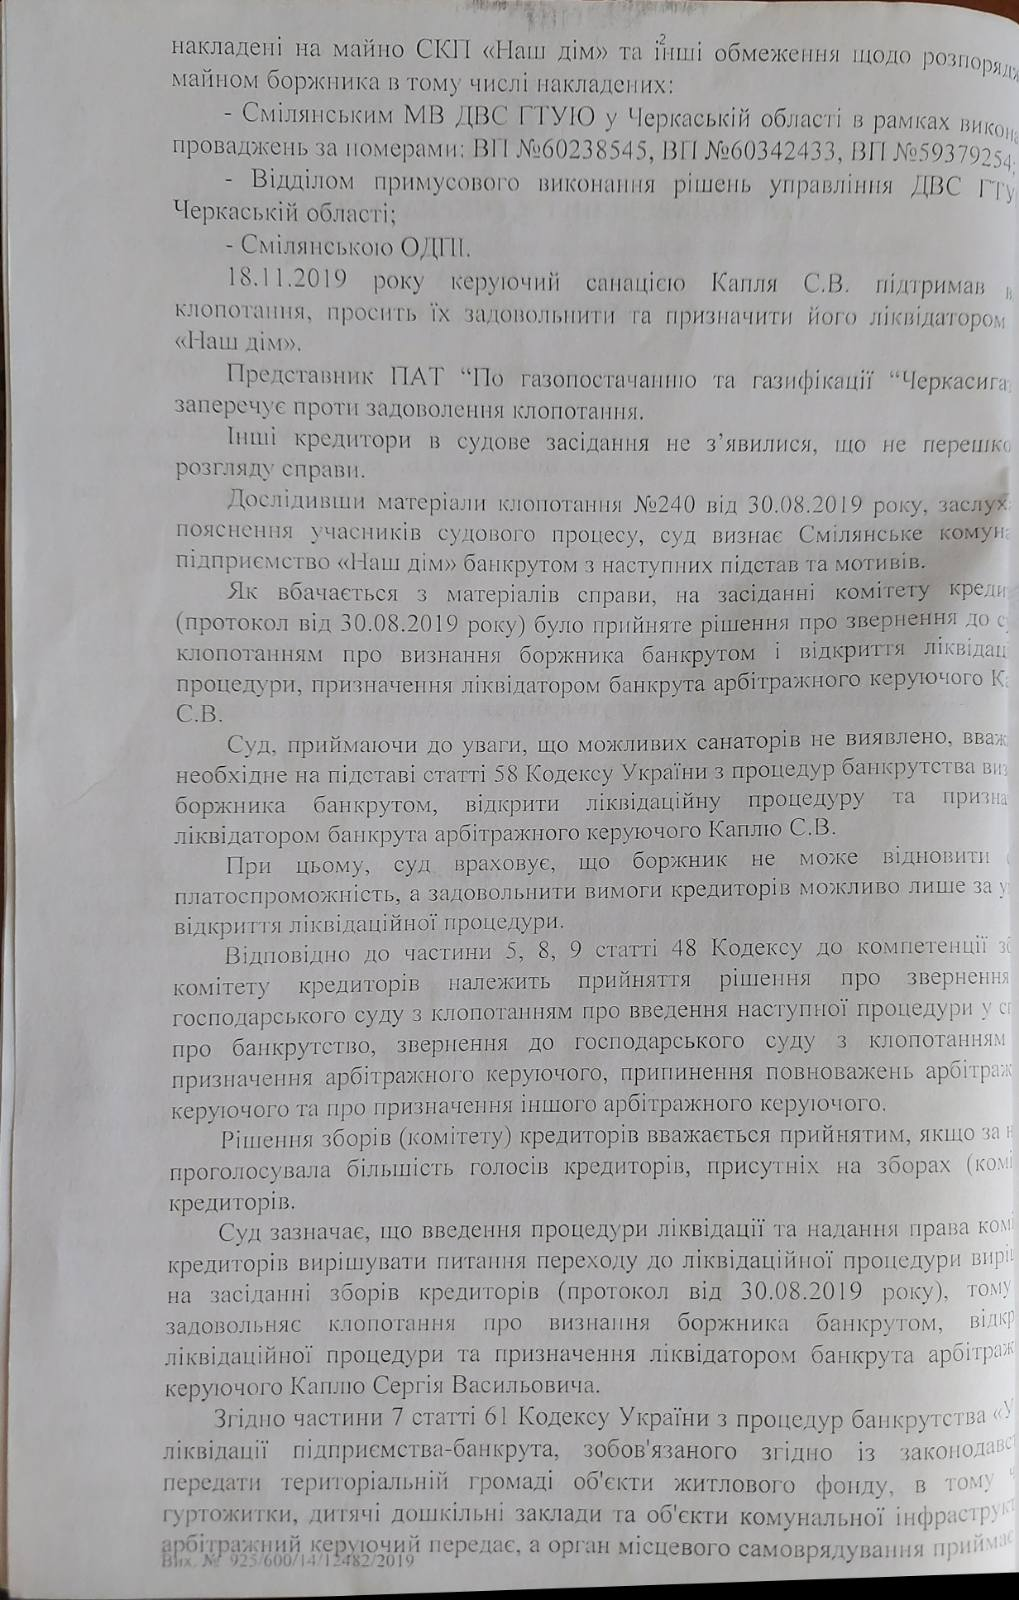 2
накладені на майно СКП «Наш дім» та інші обмеження щодо розпоряд
майном боржника в тому числі накладених:
- Смілянським МВ ДВС ГТУЮ у Черкаській області в рамках викон
проваджень за номерами: ВП №60238545, ВП №60342433, ВП №59379254;
- Відділом примусового виконання рішень управління ДВС ГТУ
Черкаській області;
- Смілянською ОДПІ.
18.11.2019 року керуючий санацією Капля С.В. підтримав
клопотання, просить їх задовольнити та призначити його ліквідатором
«Наш дім».
Представник ПАТ “По газопостачанню та газифікації “Черкасига
заперечує проти задоволення клопотання.
Інші кредитори в судове засідання не з’явилися, що не перешко
розгляду справи.
Дослідивши матеріали клопотання №240 від 30.08.2019 року, заслух
пояснення учасників судового процесу, суд визнає Смілянське комун
підприємство «Наш дім» банкрутом з наступних підстав та мотивів.
Як вбачається з матеріалів справи, на засіданні комітету креди
(протокол від 30.08.2019 року) було прийняте рішення про звернення до с
клопотанням про визнання боржника банкрутом і відкриття ліквідац
процедури, призначення ліквідатором банкрута арбітражного керуючого К
С.В.
Суд, приймаючи до уваги, що можливих санаторів не виявлено, вваж
необхідне на підставі статті 58 Кодексу України з процедур банкрутства виз
боржника банкрутом, відкрити ліквідаційну процедуру та призна
ліквідатором банкрута арбітражного керуючого Каплю С.В.
При цьому, суд враховує, що боржник не може відновити
платоспроможність, а задовольнити вимоги кредиторів можливо лише за у
відкриття ліквідаційної процедури.
Відповідно до частини 5, 8, 9 статті 48 Кодексу до компетенції зб
комітету кредиторів належить прийняття рішення про звернення
господарського суду з клопотанням про введення наступної процедури у сп
про банкрутство, звернення до господарського суду з клопотанням
призначення арбітражного керуючого, припинення повноважень арбітраж
керуючого та про призначення іншого арбітражного керуючого.
Рішення зборів (комітету) кредиторів вважається прийнятим, якщо за н
проголосувала більшість голосів кредиторів, присутніх на зборах (комі
кредиторів.
Суд зазначає, що введення процедури ліквідації та надання права комі
кредиторів вирішувати питання переходу до ліквідаційної процедури виріш
на засіданні зборів кредиторів (протокол від 30.08.2019 року), тому
задовольняє клопотання про визнання боржника банкрутом, відкр
ліквідаційної процедури та призначення ліквідатором банкрута арбітраж
керуючого Каплю Сергія Васильовича.
Згідно частини 7 статті 61 Кодексу України з процедур банкрутства «У
ліквідації підприємства-банкрута, зобов'язаного згідно із законодавст
передати територіальній громаді об'єкти житлового фонду, в тому ч
гуртожитки, дитячі дошкільні заклади та об'єкти комунальної інфраструкт
арбітражний керуючий передає, а орган місцевого самоврядування приймає
Вих. № 925/600/14/12482/2019